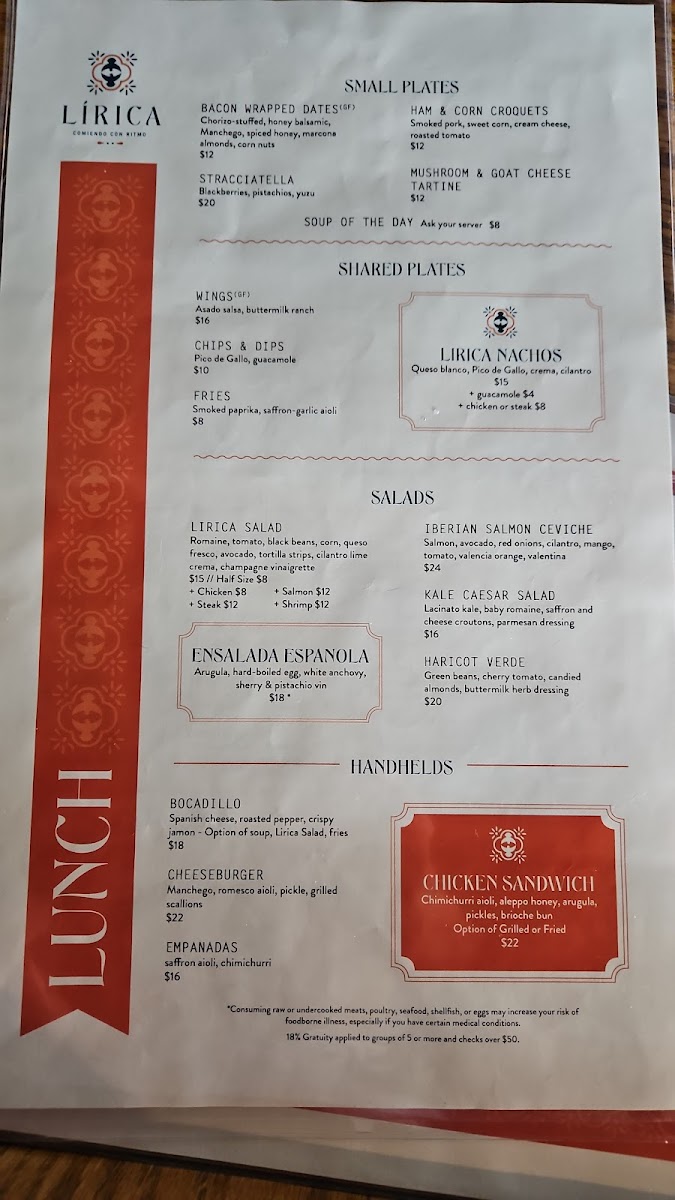 LÍRICA
COMIENDO CON RITMO
LUNCH
SMALL PLATES
BACON WRAPPED DATES(GF)
Chorizo-stuffed, honey balsamic,
Manchego, spiced honey, marcona
almonds, corn nuts
$12
STRACCIATELLA
Blackberries, pistachios, yuzu
$20
HAM & CORN CROQUETS
Smoked pork, sweet corn, cream cheese,
roasted tomato
$12
MUSHROOM & GOAT CHEESE
TARTINE
$12
SOUP OF THE DAY Ask your server $8
SHARED PLATES
WINGS(GF)
Asado salsa, buttermilk ranch
$16
CHIPS & DIPS
Pico de Gallo, guacamole
$10
FRIES
Smoked paprika, saffron-garlic aioli
$8
LIRICA NACHOS
Queso blanco, Pico de Gallo, crema, cilantro
$15
+ guacamole $4
+ chicken or steak $8
SALADS
LIRICA SALAD
Romaine, tomato, black beans, corn, queso
fresco, avocado, tortilla strips, cilantro lime
crema, champagne vinaigrette
$15 // Half Size $8
+ Chicken $8 + Salmon $12
+ Steak $12 + Shrimp $12
ENSALADA ESPANOLA
Arugula, hard-boiled egg, white anchovy,
sherry & pistachio vin
$18 *
IBERIAN SALMON CEVICHE
Salmon, avocado, red onions, cilantro, mango,
tomato, valencia orange, valentina
$24
KALE CAESAR SALAD
Lacinato kale, baby romaine, saffron and
cheese croutons, parmesan dressing
$16
HARICOT VERDE
Green beans, cherry tomato, candied
almonds, buttermilk herb dressing
$20
HANDHELDS
BOCADILLO
Spanish cheese, roasted pepper, crispy
jamon - Option of soup, Lirica Salad, fries
$18
CHEESEBURGER
Manchego, romesco aioli, pickle, grilled
scallions
$22
EMPANADAS
saffron aioli, chimichurri
$16
CHICKEN SANDWICH
Chimichurri aioli, aleppo honey, arugula,
pickles, brioche bun
Option of Grilled or Fried
$22
*Consuming raw or undercooked meats, poultry, seafood, shellfish, or eggs may increase your risk of
foodborne illness, especially if you have certain medical conditions.
18% Gratuity applied to groups of 5 or more and checks over $50.